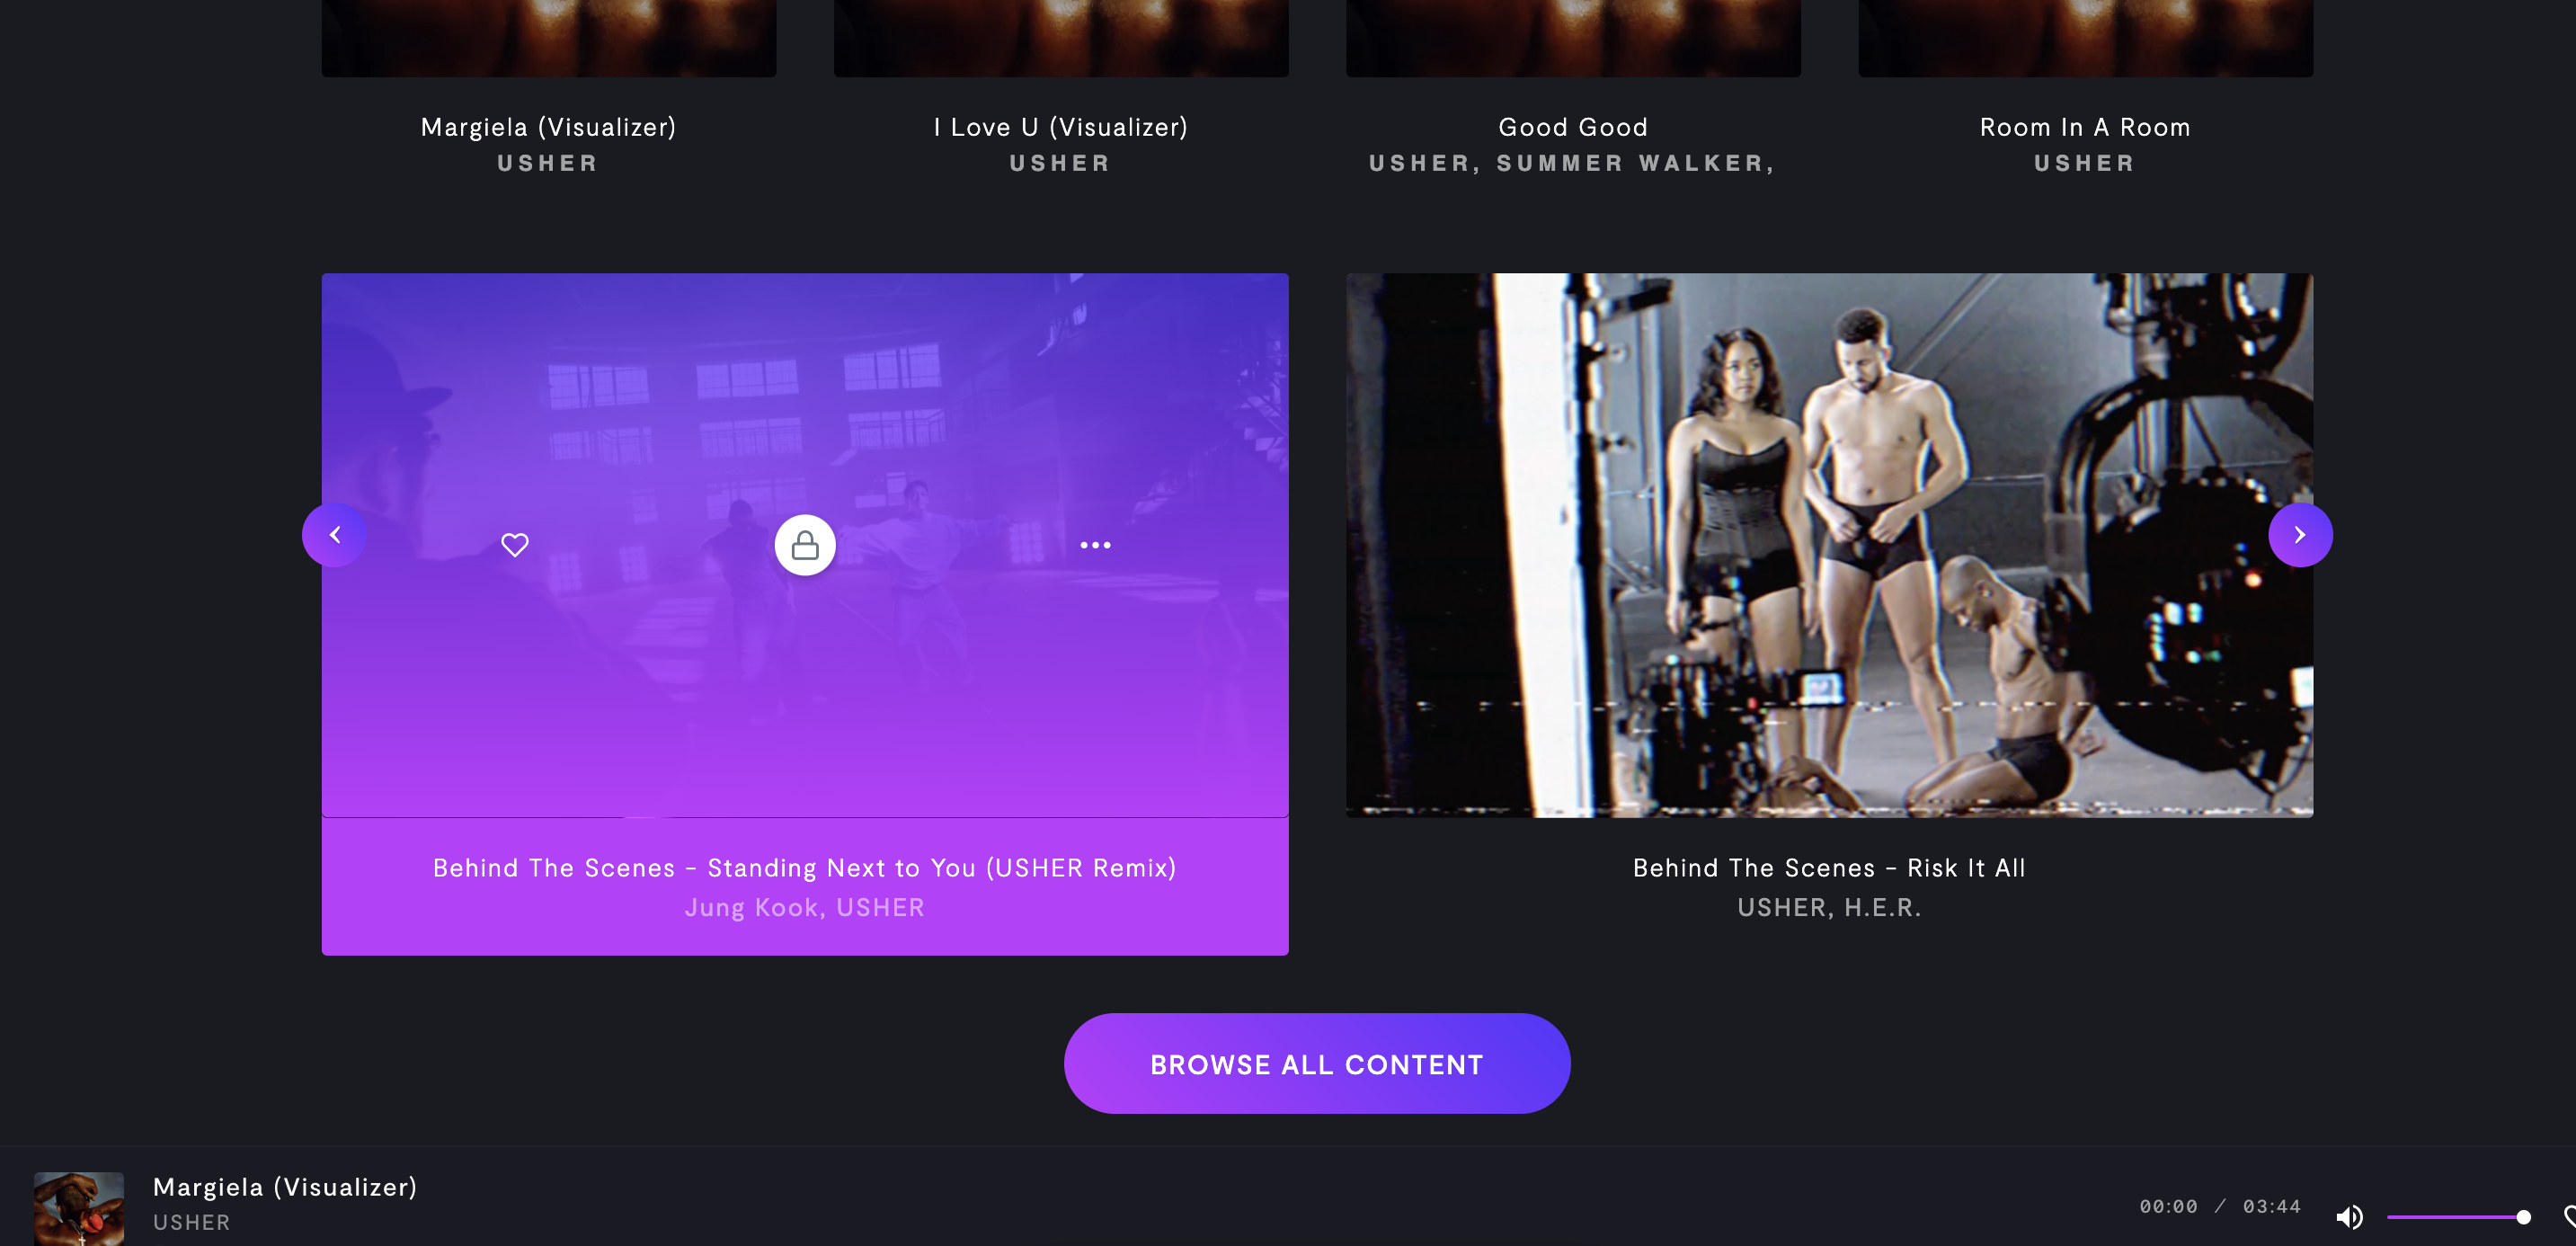 Margiela (Visualizer)
USHER
I Love U (Visualizer)
USHER
Good Good
USHER, SUMMER WALKER,
Room In A Room
USHER
Behind The Scenes - Standing Next to You (USHER Remix)
Jung Kook, USHER
Behind The Scenes - Risk It All
USHER, H.E.R.
BROWSE ALL CONTENT
Margiela (Visualizer)
USHER
00:00 / 03:44